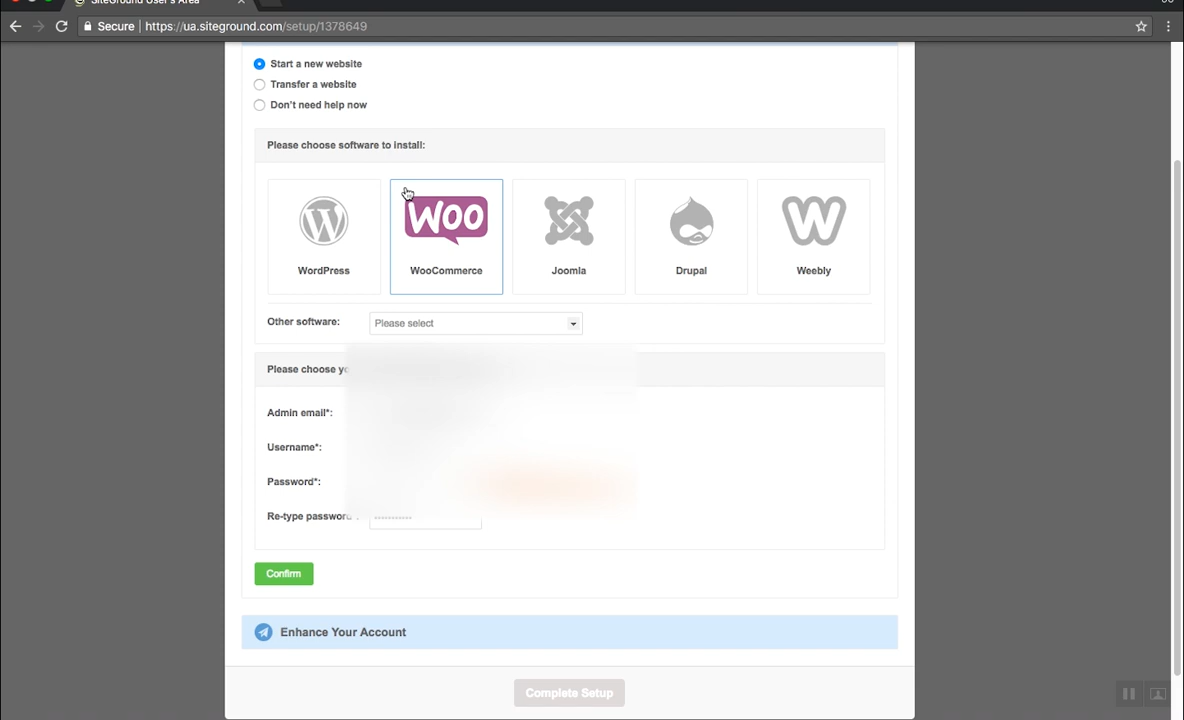 SiteGround User's Area
Secure
https://ua.siteground.com/setup/1378649
Start a new website
Transfer a website
Don't need help now
Please choose software to install:
WOO
WordPress
WooCommerce
Joomla
Drupal
Weebly
Other software:
Please select
Please choose
Admin email*:
Username*:
Password*:
Re-type password
Confirm
Enhance Your Account
Complete Setup